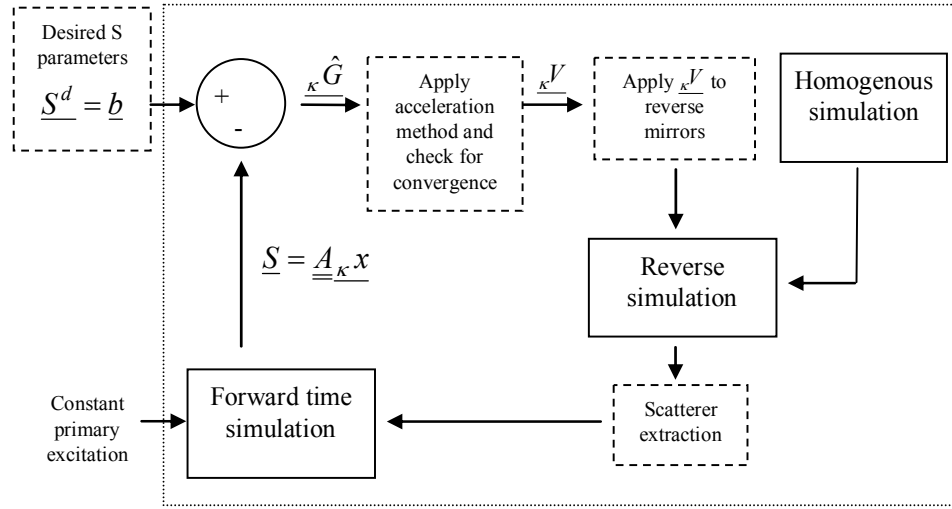 Desired S
parameters
S^d = b
+
-
κĜ
Apply
acceleration
method and
check for
convergence
κV
Apply κV to
reverse
mirrors
Homogenous
simulation
Reverse
simulation
S = A κx
Constant
primary
excitation
Forward time
simulation
Scatterer
extraction